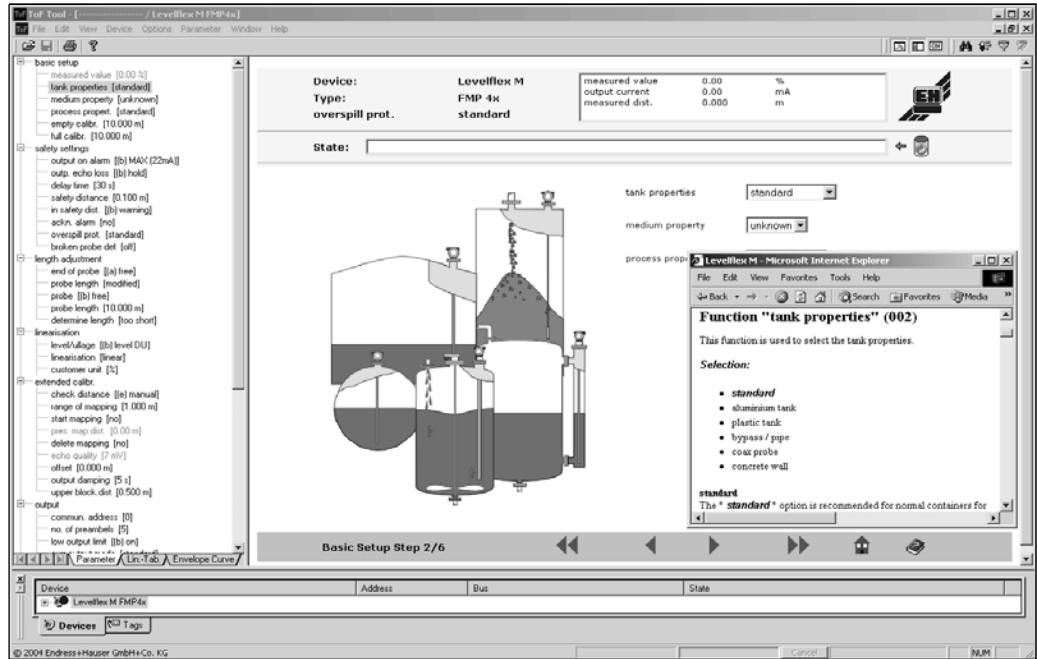 ToF Tool - [---------------- / Levelflex M FMP4x]
File Edit View Device Options Parameter Window Help
basic setup
measured value [0.00 %]
tank properties [standard]
medium property [unknown]
process propert. [standard]
empty calibr. [10.000 m]
full calibr. [10.000 m]
safety settings
output on alarm [(b) MAX (22mA)]
outp. echo loss [(b) hold]
delay time [30 s]
safety distance [0.100 m]
in safety dist. [(b) warning]
ackn. alarm [no]
overspill prot. [standard]
broken probe det [off]
length adjustment
end of probe [(a) free]
probe length [modified]
probe [(b) free]
probe length [10.000 m]
determine length [too short]
linearisation
level/ullage [(b) level DU]
linearisation [linear]
customer unit [%]
extended calibr.
check distance [(e) manual]
range of mapping [1.000 m]
start mapping [no]
pres. map dist. [0.00 m]
delete mapping [no]
echo quality [7 mV]
offset [0.000 m]
output damping [5 s]
upper block. dist [0.500 m]
output
commun. address [0]
no. of preambels [5]
low output limit [(b) on]
Parameter Lin.-Tab. Envelope Curve
Device: Levelflex M
Type: FMP 4x
overspill prot. standard
measured value 0.00 %
output current 0.00 mA
measured dist. 0.000 m
EH
State:
tank properties standard
medium property unknown
process prop
Levelflex M - Microsoft Internet Explorer
File Edit View Favorites Tools Help
Back Search Favorites Media »
Function "tank properties" (002)
This function is used to select the tank properties.
Selection:
• standard
• aluminium tank
• plastic tank
• bypass / pipe
• coax probe
• concrete wall
standard
The " standard " option is recommended for normal containers for
Basic Setup Step 2/6
Device Address Bus State
Levelflex M FMP4x
Devices Tags
© 2004 Endress+Hauser GmbH+Co. KG Cancel NUM